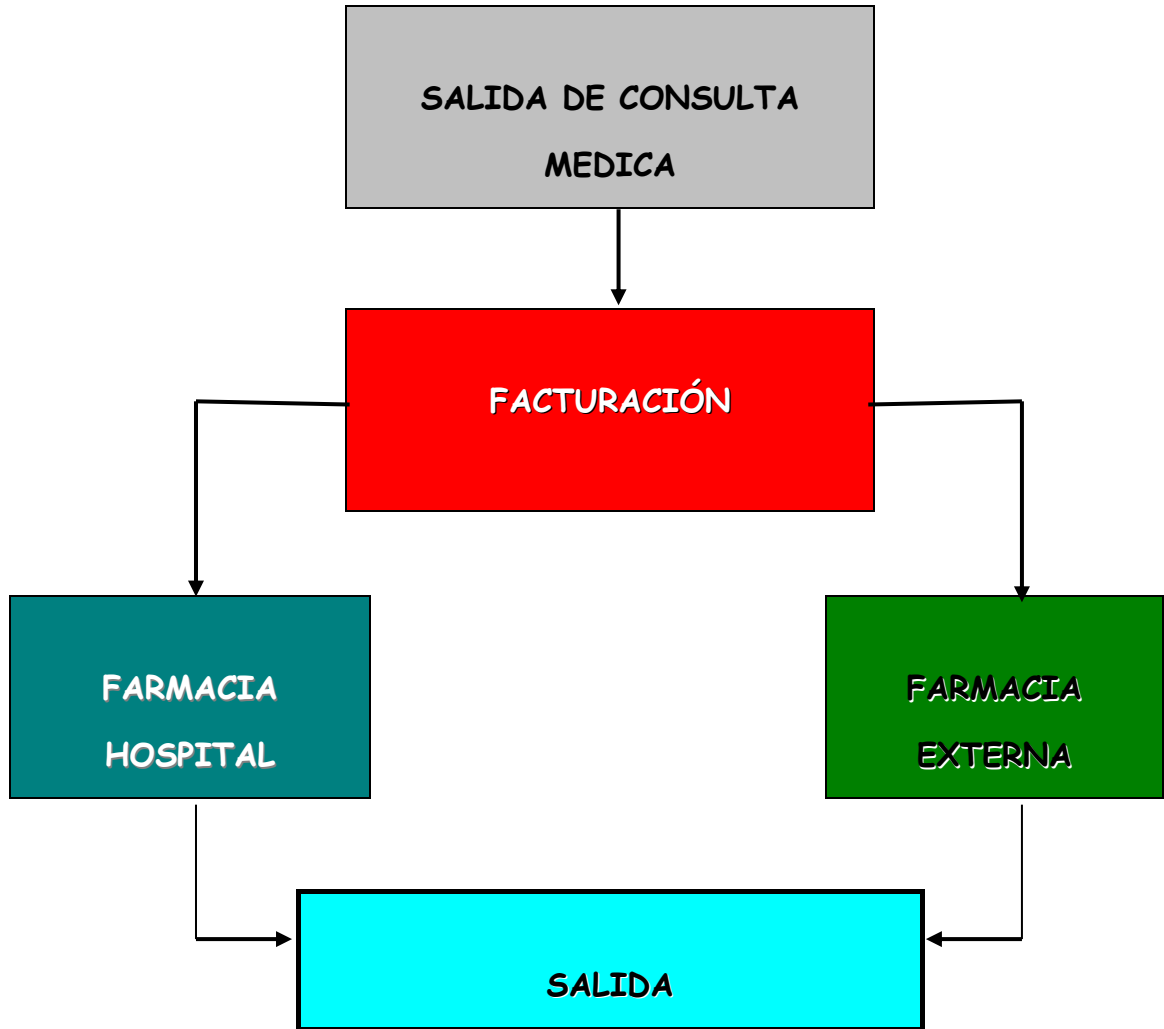 SALIDA DE CONSULTA
MEDICA
FACTURACIÓN
FARMACIA
HOSPITAL
FARMACIA
EXTERNA
SALIDA